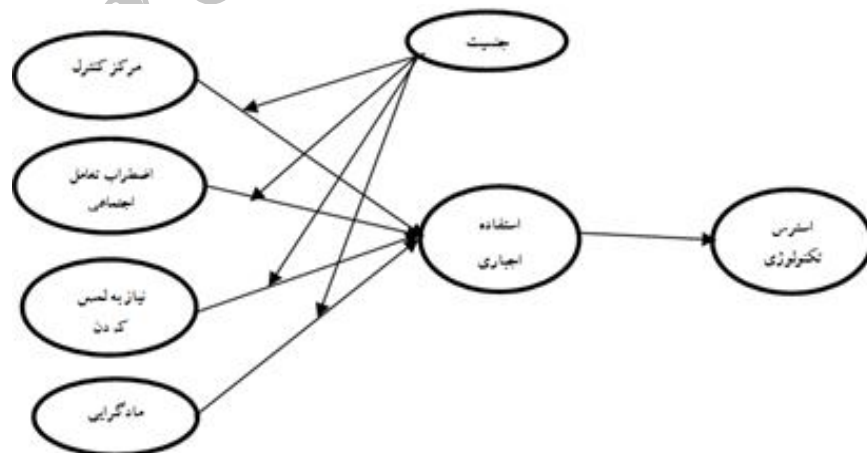 جنسیت
مرکز کنترل
اضطراب تعامل
اجتماعی
استفاده
اجباری
استرس
تکنولوژی
نیاز به لمس
کردن
مادگرایی